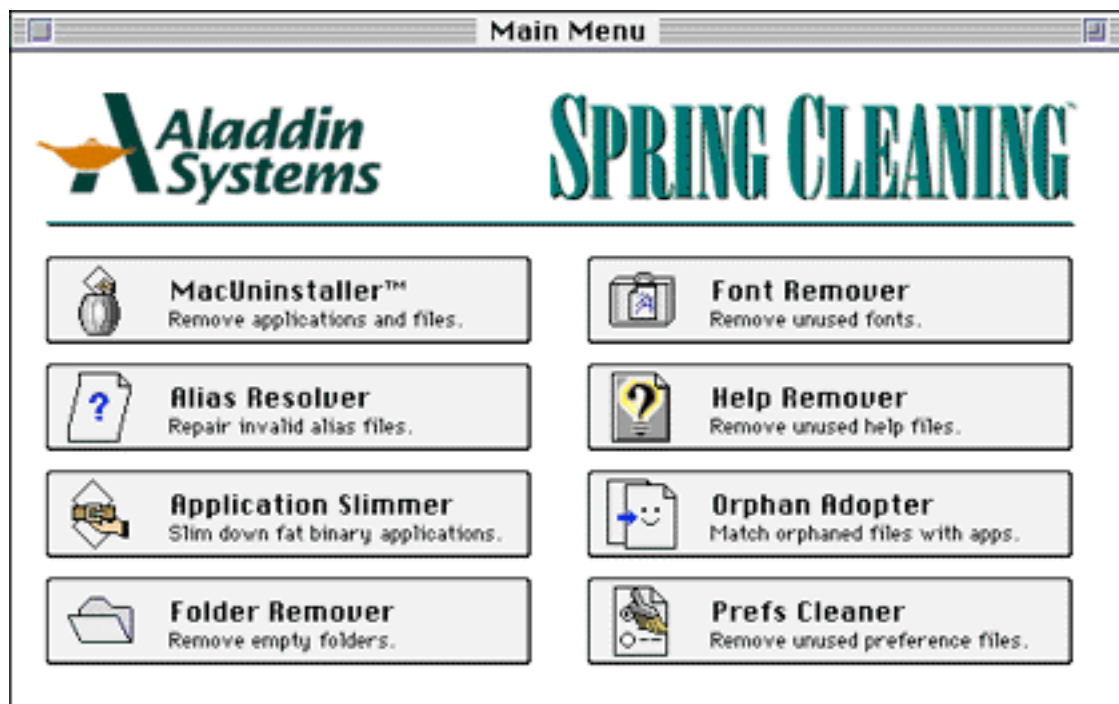 Main Menu
Aladdin
Systems
SPRING CLEANING™
MacUninstaller™
Remove applications and files.
Font Remover
Remove unused fonts.
Alias Resolver
Repair invalid alias files.
Help Remover
Remove unused help files.
Application Slimmer
Slim down fat binary applications.
Orphan Adopter
Match orphaned files with apps.
Folder Remover
Remove empty folders.
Prefs Cleaner
Remove unused preference files.